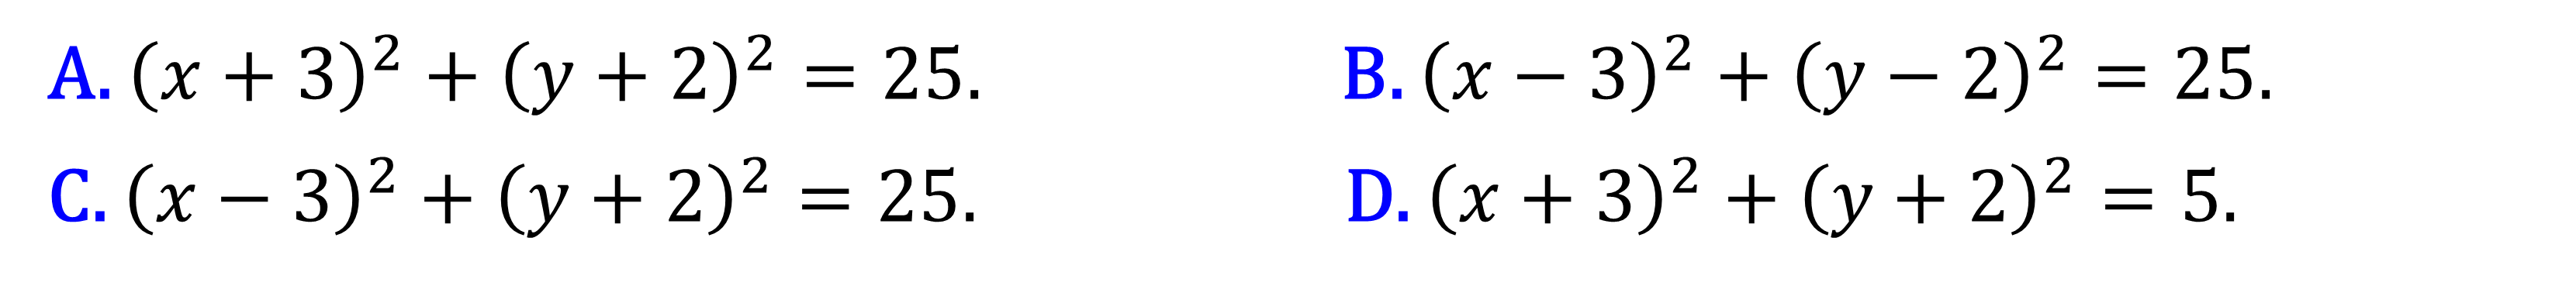 A. (x + 3)² + (y + 2)² = 25. B. (x − 3)² + (y − 2)² = 25.
C. (x − 3)² + (y + 2)² = 25. D. (x + 3)² + (y + 2)² = 5.